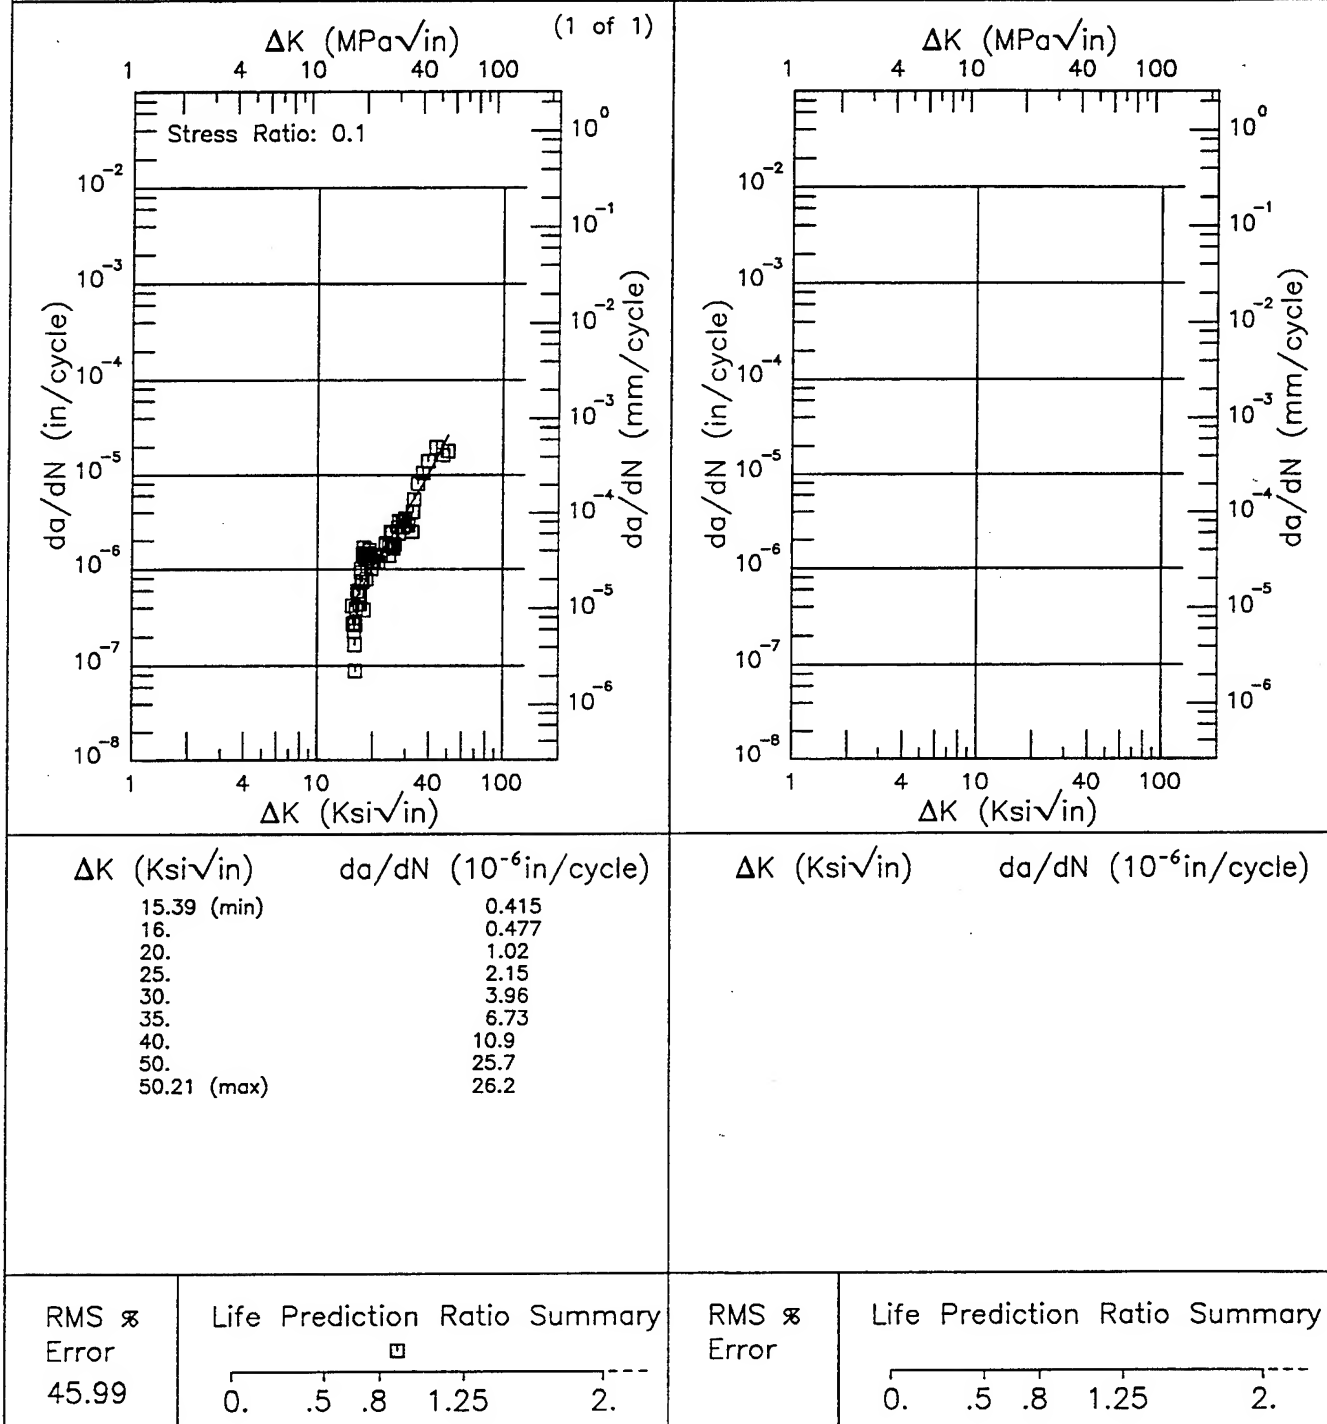 (1 of 1)
ΔK (MPa√in)
1 4 10 40 100
Stress Ratio: 0.1
10⁰
10⁻²
10⁻¹
10⁻³
10⁻²
10⁻⁴
10⁻³
10⁻⁵
10⁻⁴
10⁻⁶
10⁻⁵
10⁻⁷
10⁻⁶
10⁻⁸
da/dN (in/cycle)
da/dN (mm/cycle)
1 4 10 40 100
ΔK (Ksi√in)
ΔK (MPa√in)
1 4 10 40 100
10⁰
10⁻²
10⁻¹
10⁻³
10⁻²
10⁻⁴
10⁻³
10⁻⁵
10⁻⁴
10⁻⁶
10⁻⁵
10⁻⁷
10⁻⁶
10⁻⁸
da/dN (in/cycle)
da/dN (mm/cycle)
1 4 10 40 100
ΔK (Ksi√in)
ΔK (Ksi√in) da/dN (10⁻⁶in/cycle)
15.39 (min) 0.415
16. 0.477
20. 1.02
25. 2.15
30. 3.96
35. 6.73
40. 10.9
50. 25.7
50.21 (max) 26.2
ΔK (Ksi√in) da/dN (10⁻⁶in/cycle)
RMS %
Error
45.99
Life Prediction Ratio Summary
0. .5 .8 1.25 2.
RMS %
Error
Life Prediction Ratio Summary
0. .5 .8 1.25 2.